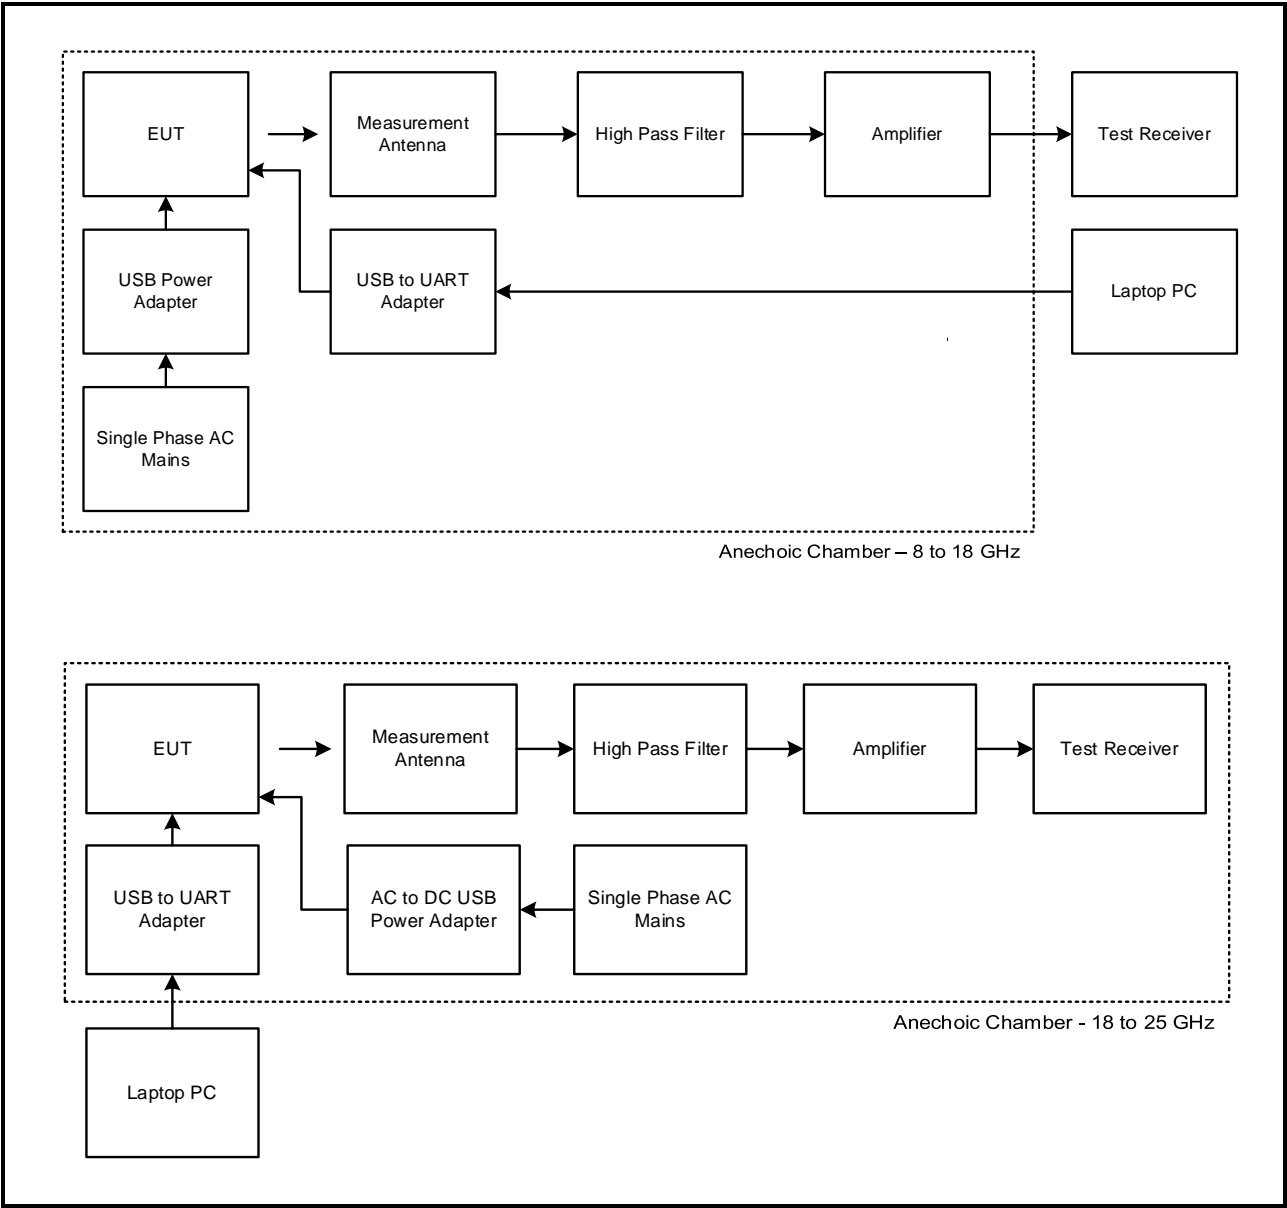 EUT
Measurement
Antenna
High Pass Filter
Amplifier
Test Receiver
USB Power
Adapter
USB to UART
Adapter
Laptop PC
Single Phase AC
Mains
Anechoic Chamber – 8 to 18 GHz
EUT
Measurement
Antenna
High Pass Filter
Amplifier
Test Receiver
USB to UART
Adapter
AC to DC USB
Power Adapter
Single Phase AC
Mains
Anechoic Chamber - 18 to 25 GHz
Laptop PC